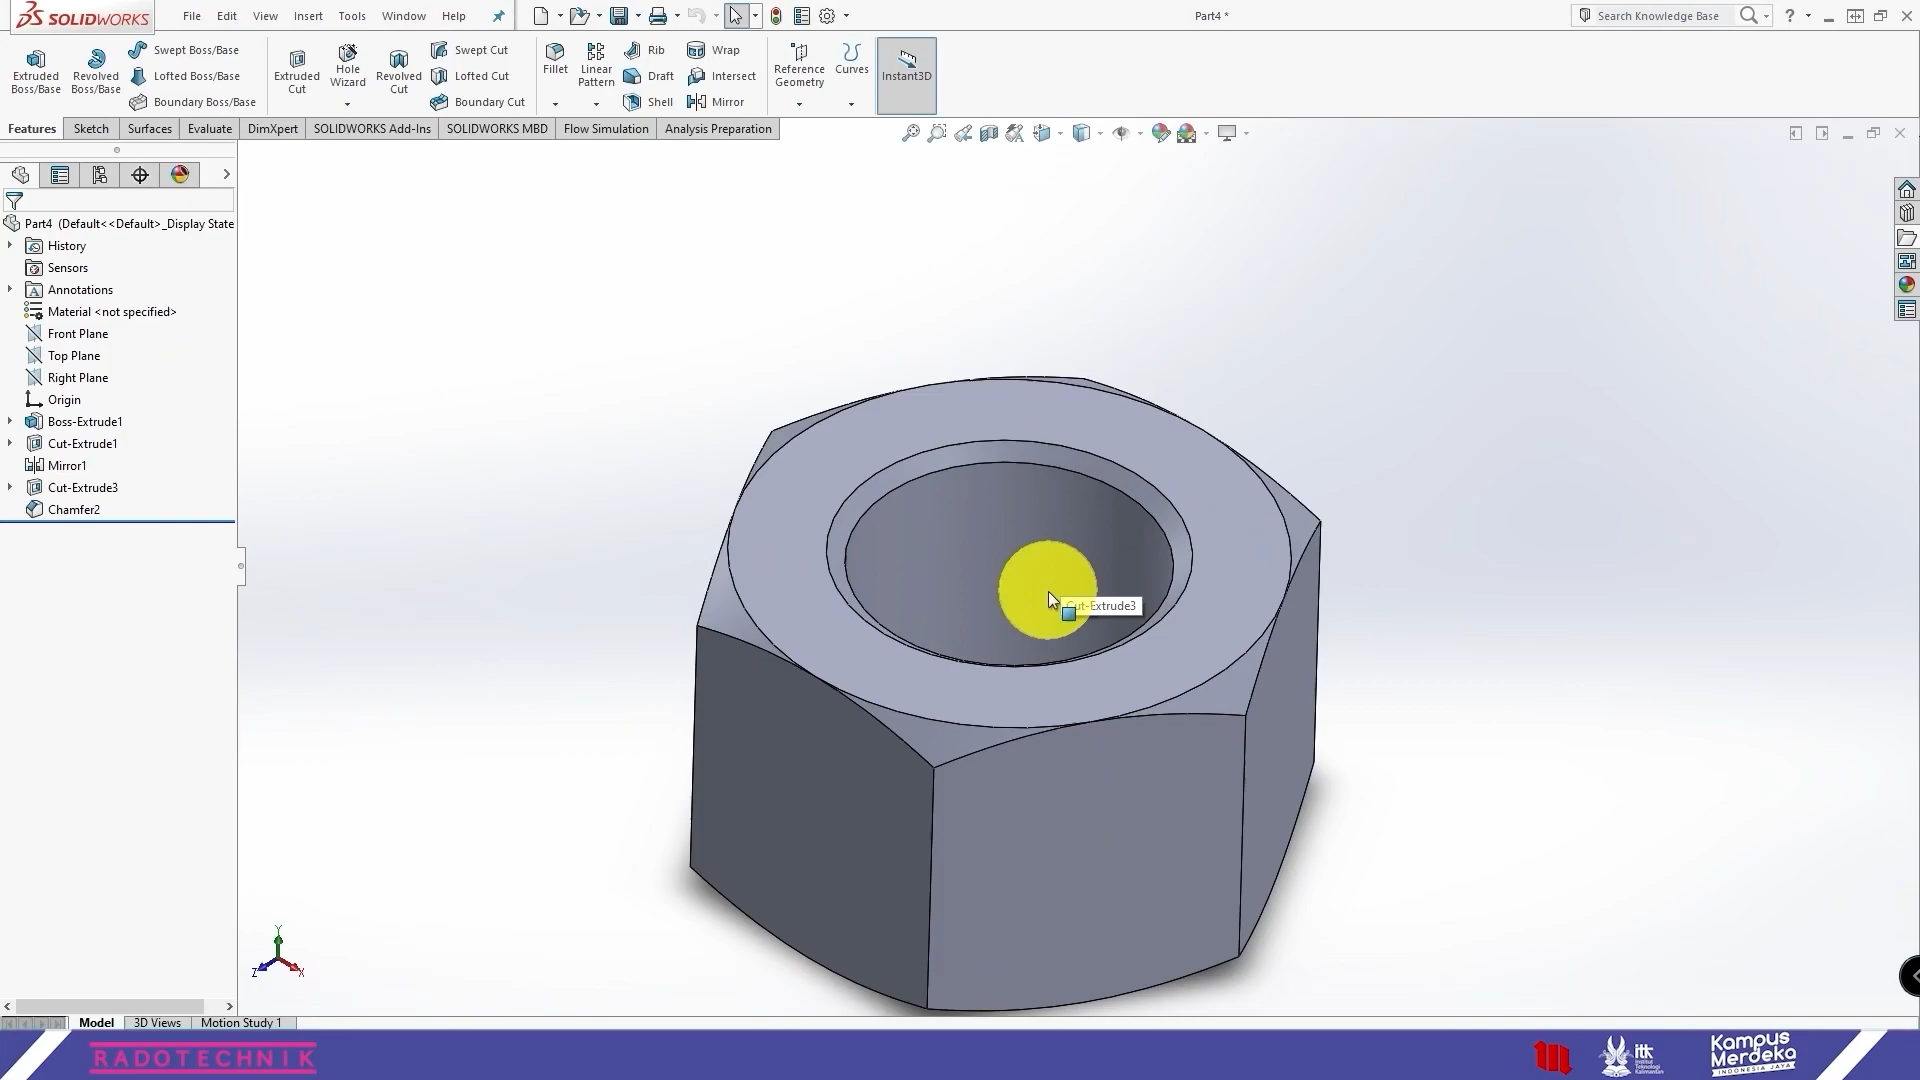 SOLIDWORKS
File Edit View Insert Tools Window Help
Part4 *
Search Knowledge Base
Extruded Boss/Base
Revolved Boss/Base
Swept Boss/Base
Lofted Boss/Base
Boundary Boss/Base
Extruded Cut
Hole Wizard
Revolved Cut
Swept Cut
Lofted Cut
Boundary Cut
Fillet
Linear Pattern
Rib
Draft
Shell
Wrap
Intersect
Mirror
Reference Geometry
Curves
Instant3D
Features Sketch Surfaces Evaluate DimXpert SOLIDWORKS Add-Ins SOLIDWORKS MBD Flow Simulation Analysis Preparation
Part4 (Default<<Default>_Display State
History
Sensors
Annotations
Material <not specified>
Front Plane
Top Plane
Right Plane
Origin
Boss-Extrude1
Cut-Extrude1
Mirror1
Cut-Extrude3
Chamfer2
Cut-Extrude3
Y
Z X
Model 3D Views Motion Study 1
RADOTECHNIK
itk
Institut
Teknologi
Kalimantan
Kampus
Merdeka
INDONESIA JAYA